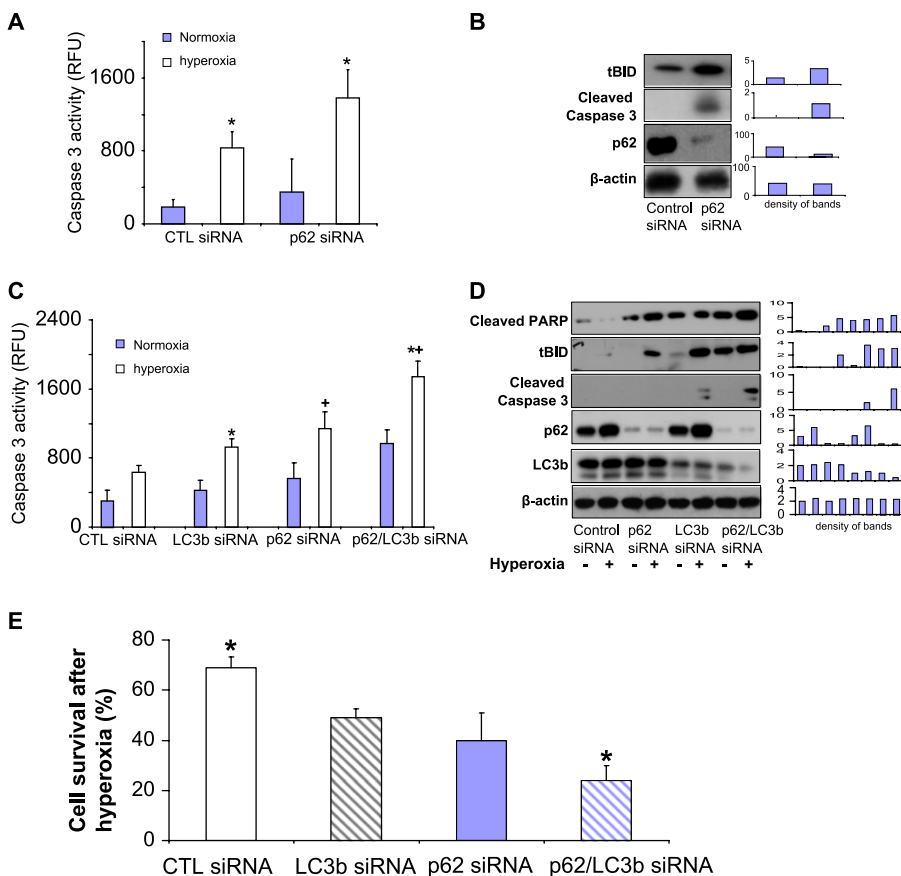 A
Caspase 3 activity (RFU)
1600
800
0
Normoxia
hyperoxia
*
*
CTL siRNA
p62 siRNA
B
tBID
5
0
Cleaved
Caspase 3
2
0
p62
100
0
β-actin
100
0
Control
siRNA
p62
siRNA
density of bands
C
Caspase 3 activity (RFU)
2400
1600
800
0
Normoxia
hyperoxia
*
+
*+
CTL siRNA
LC3b siRNA
p62 siRNA
p62/LC3b siRNA
D
Cleaved PARP
10
5
0
tBID
4
2
0
Cleaved
Caspase 3
10
5
0
p62
10
5
0
LC3b
4
2
0
β-actin
4
2
0
Control
siRNA
p62
siRNA
LC3b
siRNA
p62/LC3b
siRNA
density of bands
Hyperoxia - + - + - + - +
E
Cell survival after
hyperoxia (%)
80
60
40
20
0
*
*
CTL siRNA
LC3b siRNA
p62 siRNA
p62/LC3b siRNA